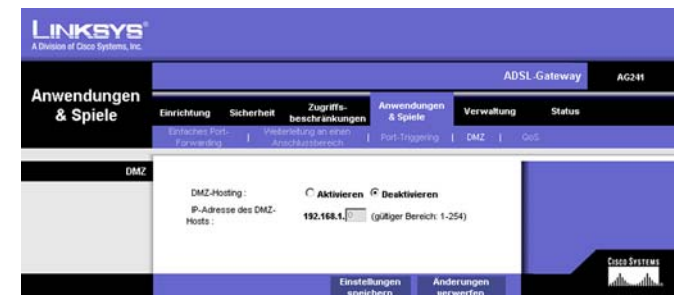 LINKSYS®
A Division of Cisco Systems, Inc.
ADSL-Gateway AG241
Anwendungen & Spiele
Einrichtung Sicherheit Zugriffs-beschränkungen Anwendungen & Spiele Verwaltung Status
Einfaches Port-Forwarding | Weiterleitung an einen Anschlussbereich | Port-Triggering | DMZ | QoS
DMZ
DMZ-Hosting : Aktivieren Deaktivieren
IP-Adresse des DMZ-Hosts : 192.168.1. 0 (gültiger Bereich: 1-254)
CISCO SYSTEMS
Einstellungen speichern Änderungen verwerfen